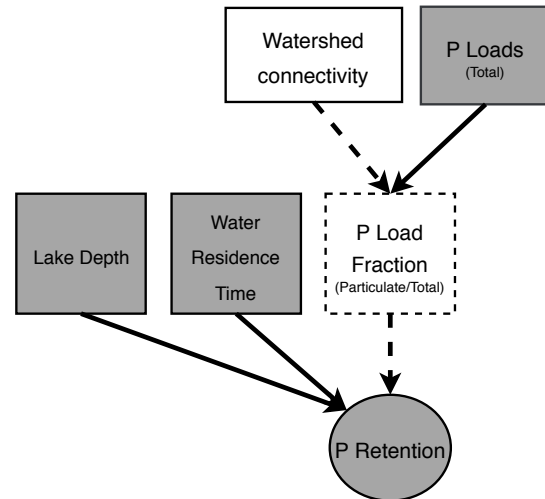 Watershed
connectivity
P Loads
(Total)
Lake Depth
Water
Residence
Time
P Load
Fraction
(Particulate/Total)
P Retention